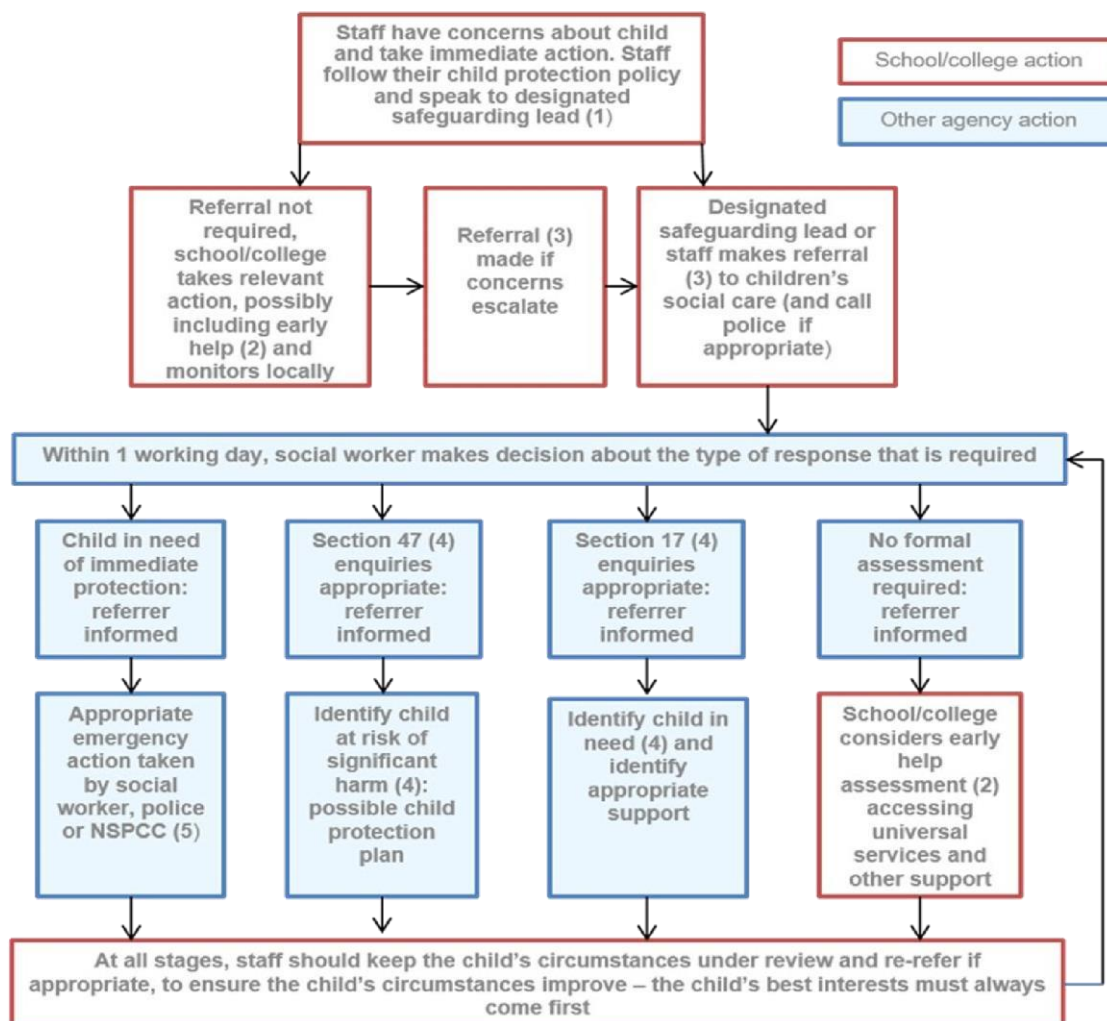 Staff have concerns about child
and take immediate action. Staff
follow their child protection policy
and speak to designated
safeguarding lead (1)
School/college action
Other agency action
Referral not
required,
school/college
takes relevant
action, possibly
including early
help (2) and
monitors locally
Referral (3)
made if
concerns
escalate
Designated
safeguarding lead or
staff makes referral
(3) to children’s
social care (and call
police if
appropriate)
Within 1 working day, social worker makes decision about the type of response that is required
Child in need
of immediate
protection:
referrer
informed
Section 47 (4)
enquiries
appropriate:
referrer
informed
Section 17 (4)
enquiries
appropriate:
referrer
informed
No formal
assessment
required:
referrer
informed
Appropriate
emergency
action taken
by social
worker, police
or NSPCC (5)
Identify child
at risk of
significant
harm (4):
possible child
protection
plan
Identify child in
need (4) and
identify
appropriate
support
School/college
considers early
help
assessment (2)
accessing
universal
services and
other support
At all stages, staff should keep the child’s circumstances under review and re-refer if
appropriate, to ensure the child’s circumstances improve – the child’s best interests must always
come first